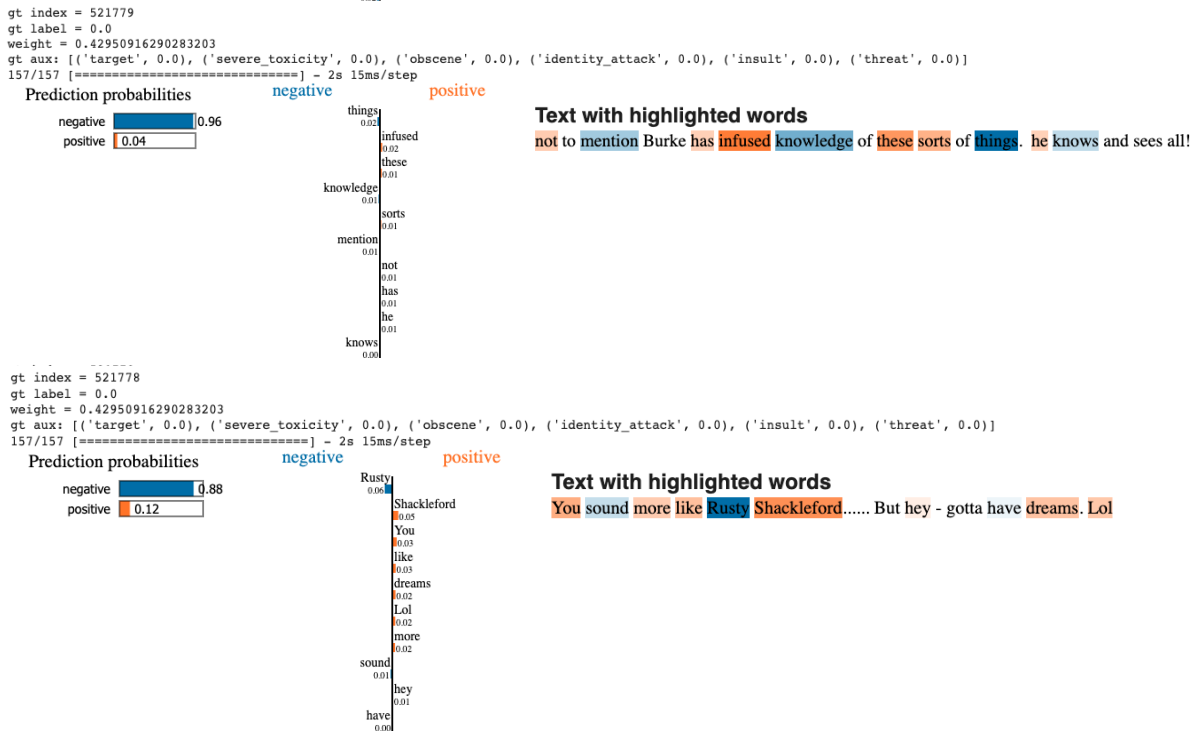 gt index = 521779
gt label = 0.0
weight = 0.42950916290283203
gt aux: [('target', 0.0), ('severe_toxicity', 0.0), ('obscene', 0.0), ('identity_attack', 0.0), ('insult', 0.0), ('threat', 0.0)]
157/157 [==============================] - 2s 15ms/step
Prediction probabilities
negative 0.96
positive 0.04
negative positive
things
0.02
infused
0.02
these
0.01
knowledge
0.01
sorts
0.01
mention
0.01
not
0.01
has
0.01
he
0.01
knows
0.00
Text with highlighted words
not to mention Burke has infused knowledge of these sorts of things.  he knows and sees all!
gt index = 521778
gt label = 0.0
weight = 0.42950916290283203
gt aux: [('target', 0.0), ('severe_toxicity', 0.0), ('obscene', 0.0), ('identity_attack', 0.0), ('insult', 0.0), ('threat', 0.0)]
157/157 [==============================] - 2s 15ms/step
Prediction probabilities
negative 0.88
positive 0.12
negative positive
Rusty
0.06
Shackleford
0.05
You
0.03
like
0.03
dreams
0.02
Lol
0.02
more
0.02
sound
0.01
hey
0.01
have
0.00
Text with highlighted words
You sound more like Rusty Shackleford...... But hey - gotta have dreams. Lol